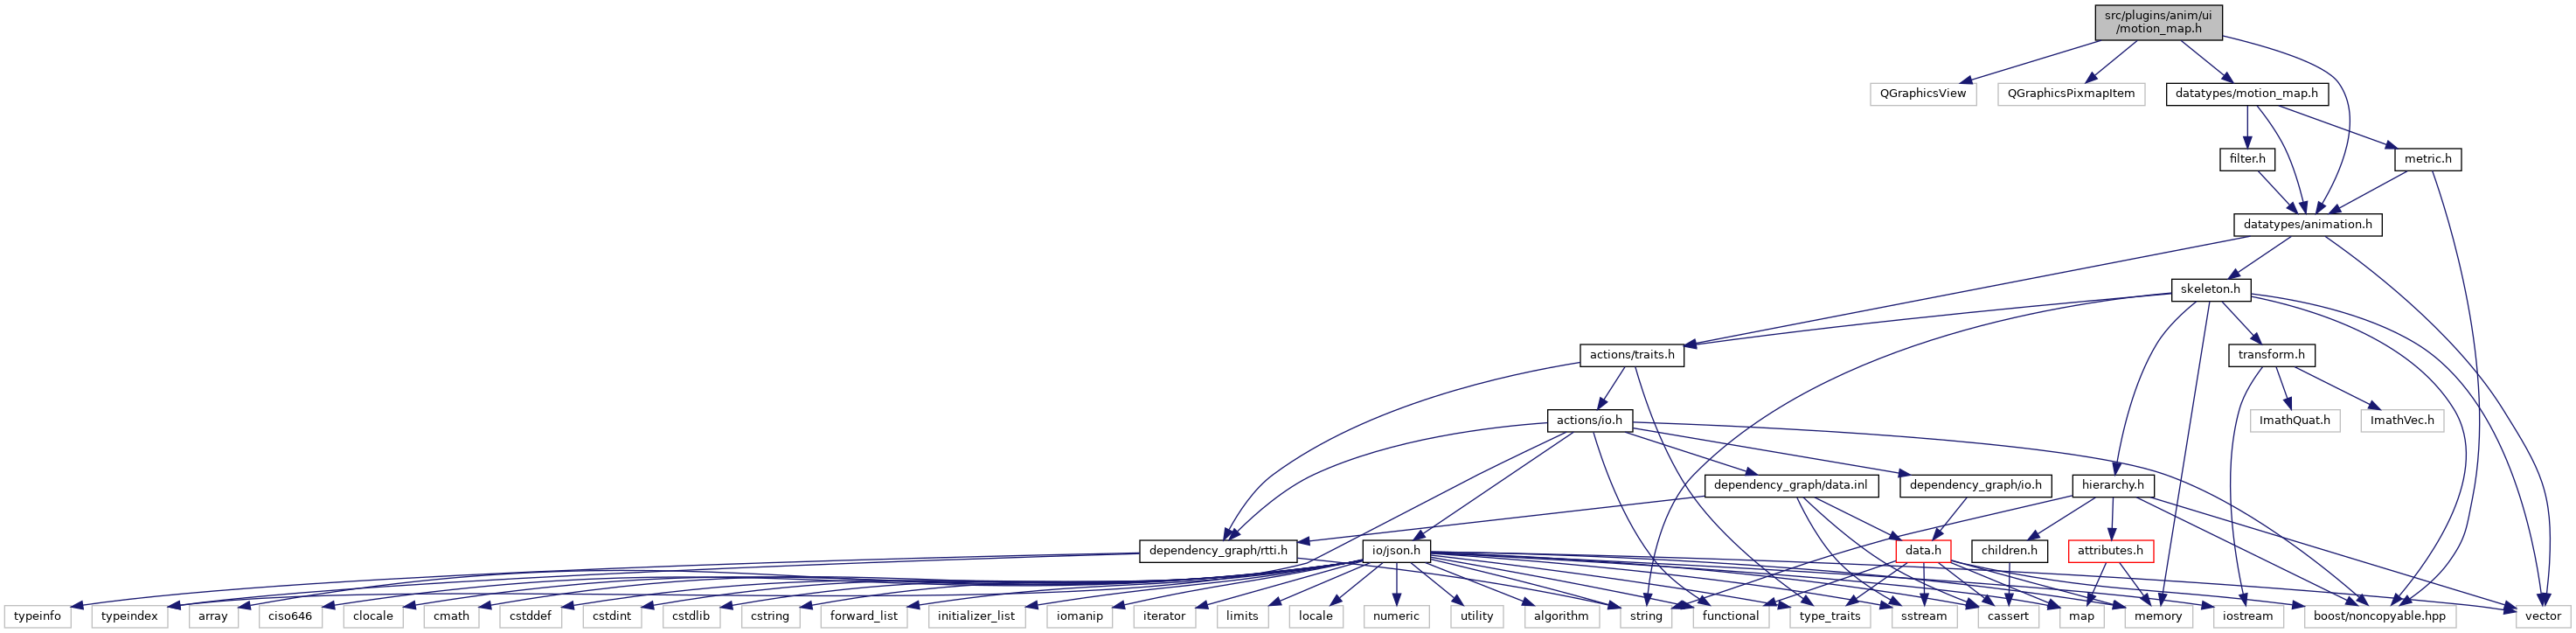 src/plugins/anim/ui
/motion_map.h
QGraphicsView
QGraphicsPixmapItem
datatypes/motion_map.h
filter.h
metric.h
datatypes/animation.h
skeleton.h
actions/traits.h
transform.h
actions/io.h
ImathQuat.h
ImathVec.h
dependency_graph/data.inl
dependency_graph/io.h
hierarchy.h
dependency_graph/rtti.h
io/json.h
data.h
children.h
attributes.h
typeinfo
typeindex
array
ciso646
clocale
cmath
cstddef
cstdint
cstdlib
cstring
forward_list
initializer_list
iomanip
iterator
limits
locale
numeric
utility
algorithm
string
functional
type_traits
sstream
cassert
map
memory
iostream
boost/noncopyable.hpp
vector